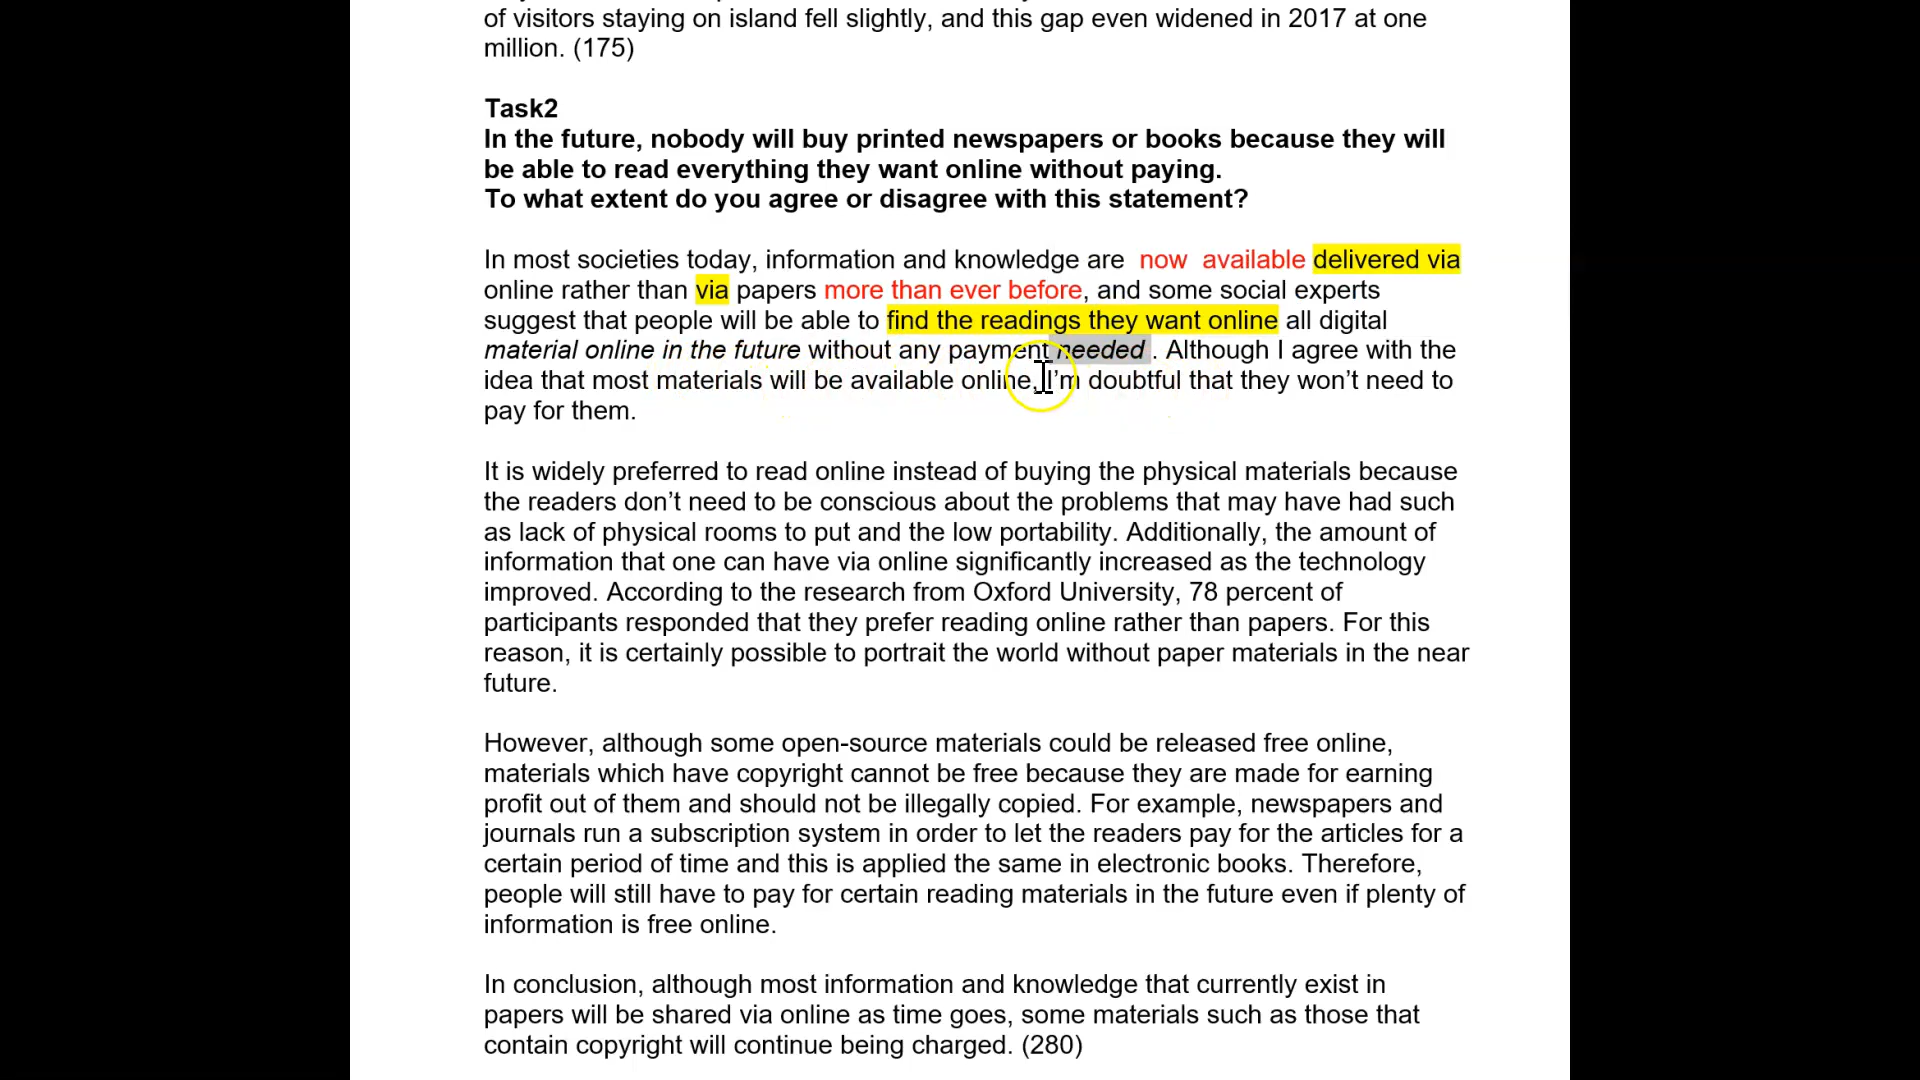 of visitors staying on island fell slightly, and this gap even widened in 2017 at one
million. (175)
Task2
In the future, nobody will buy printed newspapers or books because they will
be able to read everything they want online without paying.
To what extent do you agree or disagree with this statement?
In most societies today, information and knowledge are now available delivered via
online rather than via papers more than ever before, and some social experts
suggest that people will be able to find the readings they want online all digital
material online in the future without any payment needed . Although I agree with the
idea that most materials will be available online, I’m doubtful that they won’t need to
pay for them.
It is widely preferred to read online instead of buying the physical materials because
the readers don’t need to be conscious about the problems that may have had such
as lack of physical rooms to put and the low portability. Additionally, the amount of
information that one can have via online significantly increased as the technology
improved. According to the research from Oxford University, 78 percent of
participants responded that they prefer reading online rather than papers. For this
reason, it is certainly possible to portrait the world without paper materials in the near
future.
However, although some open-source materials could be released free online,
materials which have copyright cannot be free because they are made for earning
profit out of them and should not be illegally copied. For example, newspapers and
journals run a subscription system in order to let the readers pay for the articles for a
certain period of time and this is applied the same in electronic books. Therefore,
people will still have to pay for certain reading materials in the future even if plenty of
information is free online.
In conclusion, although most information and knowledge that currently exist in
papers will be shared via online as time goes, some materials such as those that
contain copyright will continue being charged. (280)